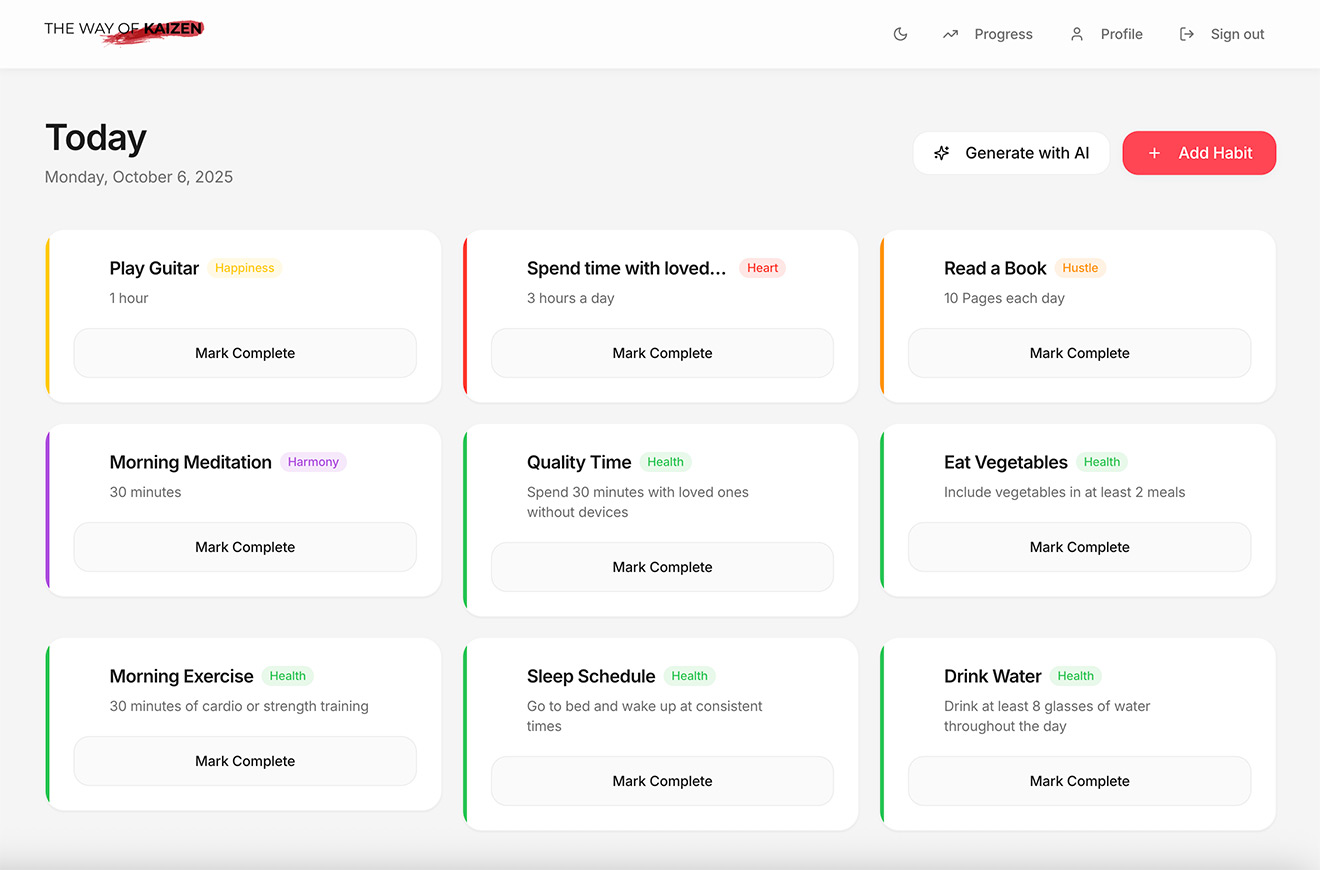 THE WAY OF KAIZEN
Progress
Profile
Sign out
Today
Monday, October 6, 2025
Generate with AI
+ Add Habit
Play Guitar Happiness
1 hour
Mark Complete
Spend time with loved... Heart
3 hours a day
Mark Complete
Read a Book Hustle
10 Pages each day
Mark Complete
Morning Meditation Harmony
30 minutes
Mark Complete
Quality Time Health
Spend 30 minutes with loved ones
without devices
Mark Complete
Eat Vegetables Health
Include vegetables in at least 2 meals
Mark Complete
Morning Exercise Health
30 minutes of cardio or strength training
Mark Complete
Sleep Schedule Health
Go to bed and wake up at consistent
times
Mark Complete
Drink Water Health
Drink at least 8 glasses of water
throughout the day
Mark Complete